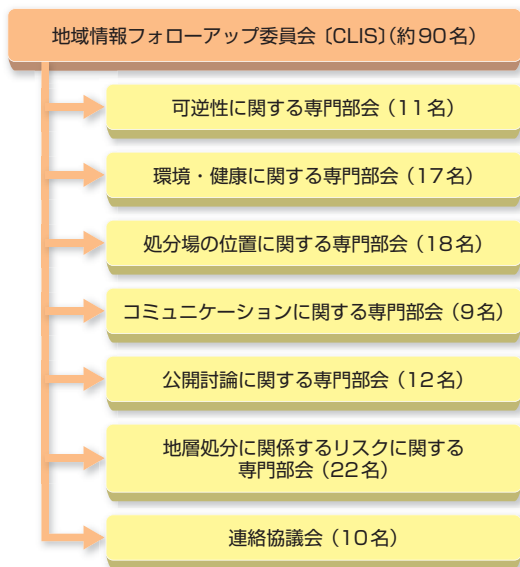 地域情報フォローアップ委員会〔CLIS〕(約90名)
可逆性に関する専門部会（11名）
環境・健康に関する専門部会（17名）
処分場の位置に関する専門部会（18名）
コミュニケーションに関する専門部会（9名）
公開討論に関する専門部会（12名）
地層処分に関係するリスクに関する
専門部会（22名）
連絡協議会（10名）